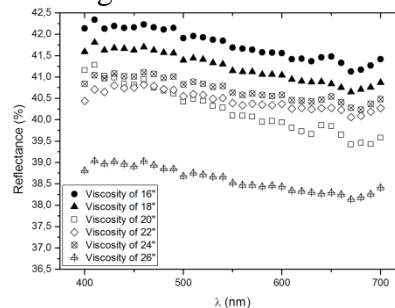 42,5
42,0
41,5
41,0
40,5
40,0
39,5
39,0
38,5
38,0
37,5
37,0
36,5
Reflectance (%)
Viscosity of 16"
Viscosity of 18"
Viscosity of 20"
Viscosity of 22"
Viscosity of 24"
Viscosity of 26"
400 500 600 700
λ (nm)